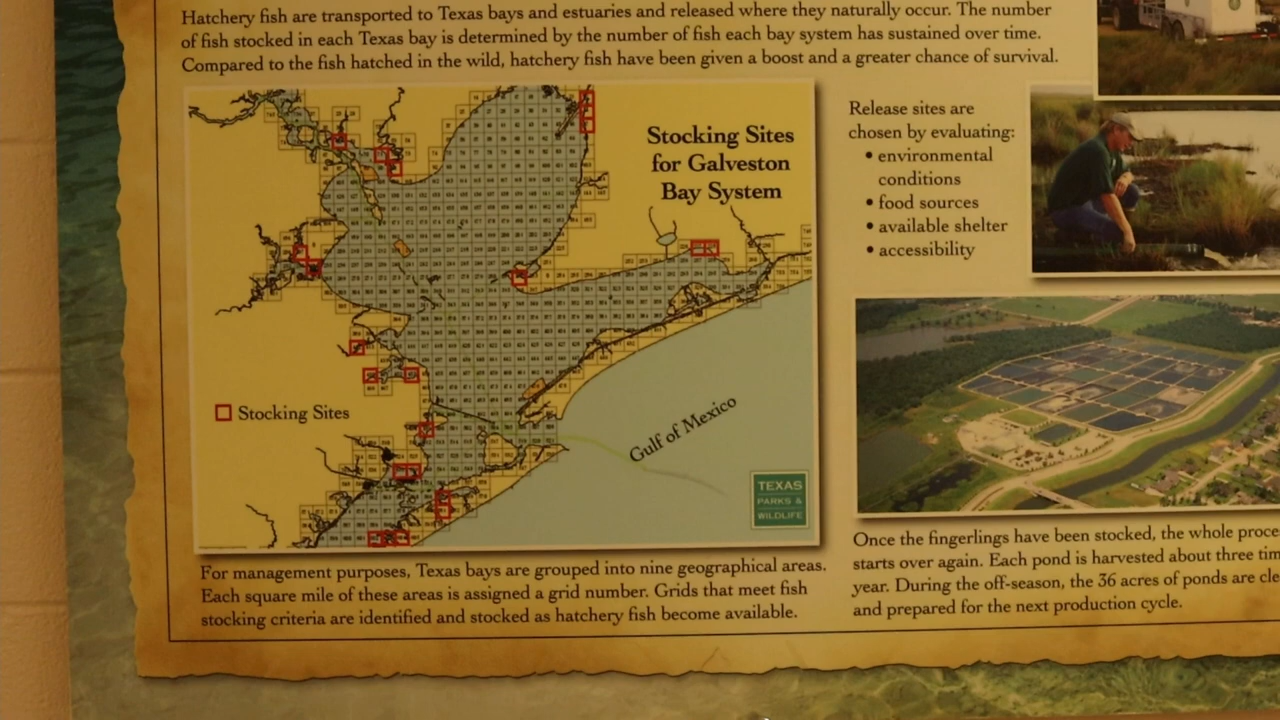 Hatchery fish are transported to Texas bays and estuaries and released where they naturally occur. The number
of fish stocked in each Texas bay is determined by the number of fish each bay system has sustained over time.
Compared to the fish hatched in the wild, hatchery fish have been given a boost and a greater chance of survival.
Stocking Sites
for Galveston
Bay System
Stocking Sites
Gulf of Mexico
TEXAS
PARKS &
WILDLIFE
For management purposes, Texas bays are grouped into nine geographical areas.
Each square mile of these areas is assigned a grid number. Grids that meet fish
stocking criteria are identified and stocked as hatchery fish become available.
Release sites are
chosen by evaluating:
• environmental
conditions
• food sources
• available shelter
• accessibility
Once the fingerlings have been stocked, the whole proce
starts over again. Each pond is harvested about three tim
year. During the off-season, the 36 acres of ponds are cle
and prepared for the next production cycle.